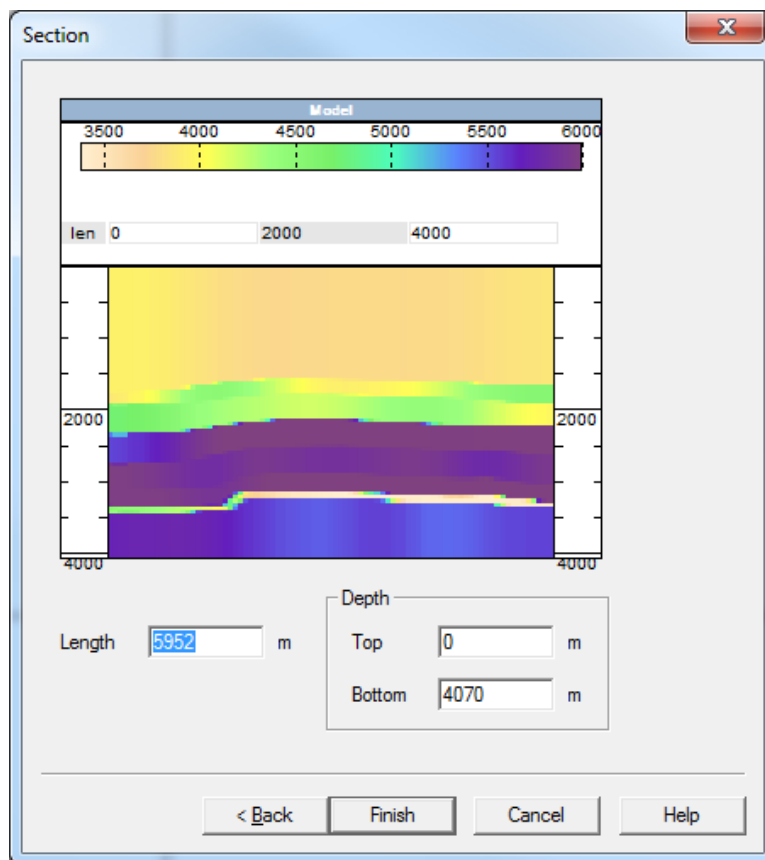 Section
Model
3500 4000 4500 5000 5500 6000
len 0 2000 4000
2000 2000
4000 4000
Depth
Length 5952 m Top 0 m
Bottom 4070 m
< Back Finish Cancel Help